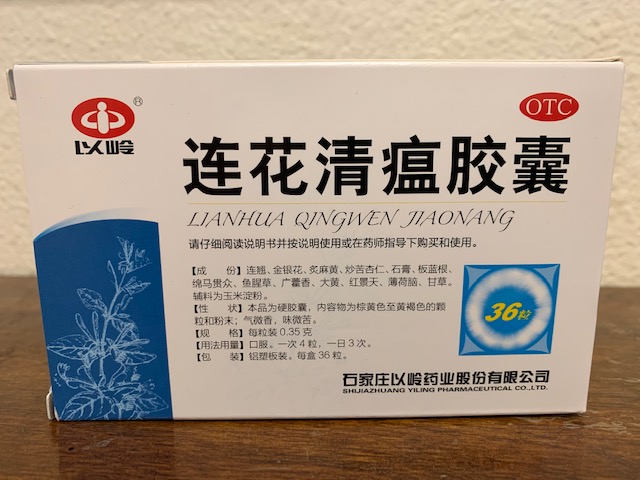 ®
以岭
OTC
连花清瘟胶囊
LIANHUA QINGWEN JIAONANG
请仔细阅读说明书并按说明使用或在药师指导下购买和使用。
【成 份】连翘、金银花、炙麻黄、炒苦杏仁、石膏、板蓝根、
绵马贯众、鱼腥草、广藿香、大黄、红景天、薄荷脑、甘草。
辅料为玉米淀粉。
【性 状】本品为硬胶囊，内容物为棕黄色至黄褐色的颗
粒和粉末；气微香，味微苦。
【规 格】每粒装0.35克
【用法用量】口服。一次4粒，一日3次。
【包 装】铝塑板装。每盒36粒。
36粒
石家庄以岭药业股份有限公司
SHIJIAZHUANG YILING PHARMACEUTICAL CO.,LTD.